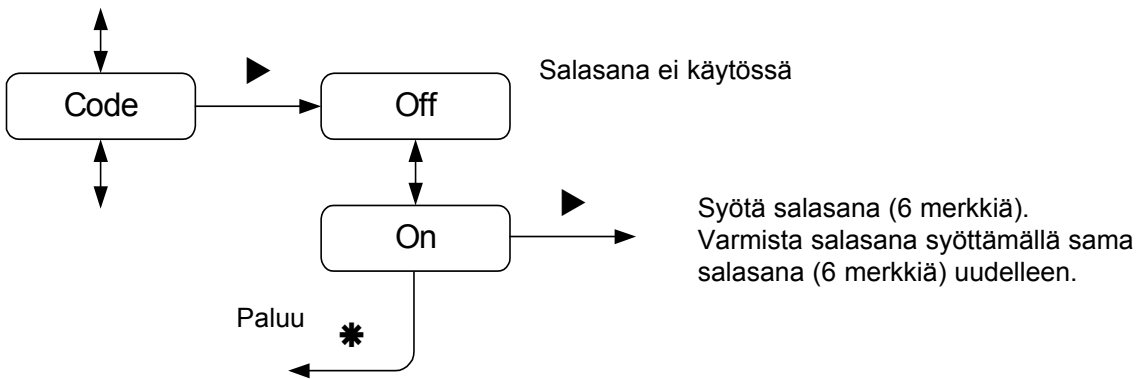 Code
Off
Salasana ei käytössä
On
Syötä salasana (6 merkkiä).
Varmista salasana syöttämällä sama
salasana (6 merkkiä) uudelleen.
Paluu